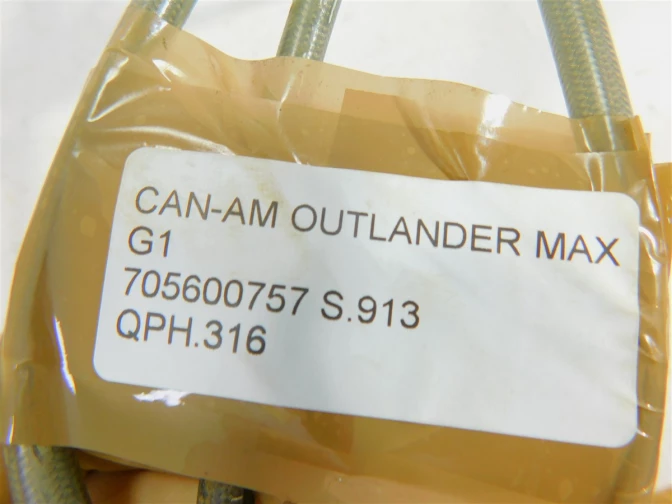 CAN-AM OUTLANDER MAX
G1
705600757 S.913
QPH.316